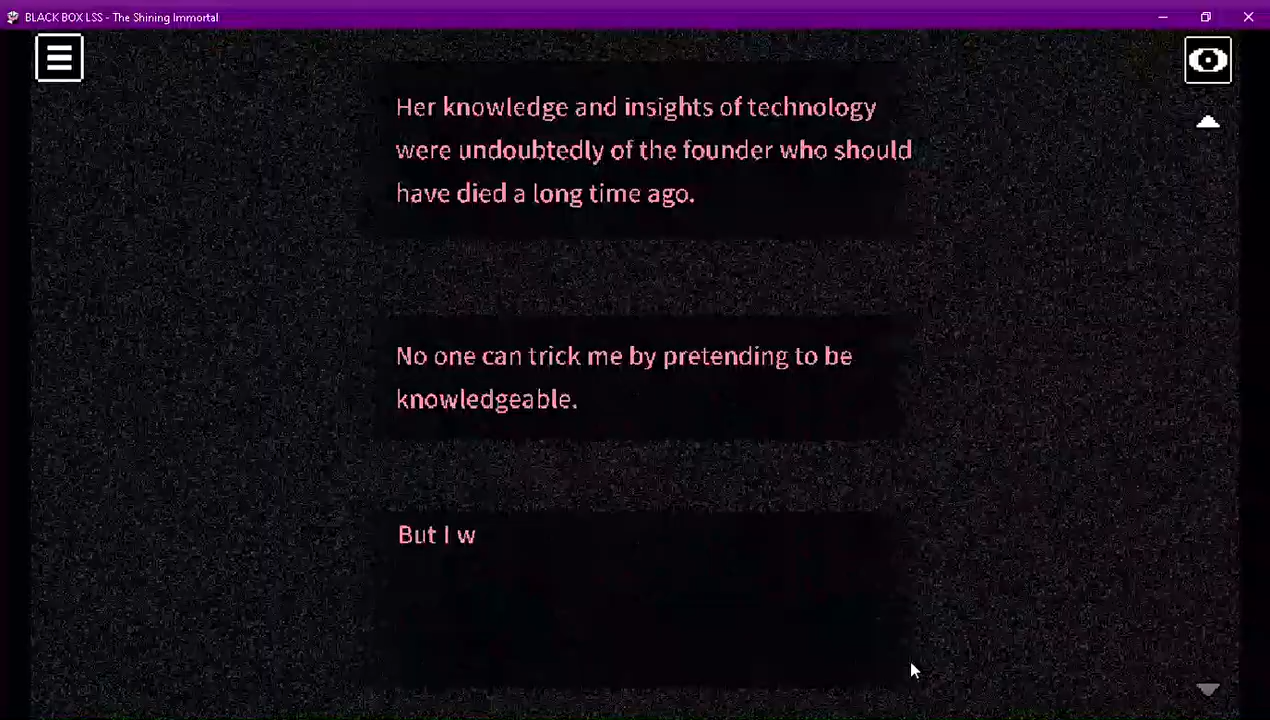 BLACK BOX LSS - The Shining Immortal
Her knowledge and insights of technology
were undoubtedly of the founder who should
have died a long time ago.
No one can trick me by pretending to be
knowledgeable.
But I w